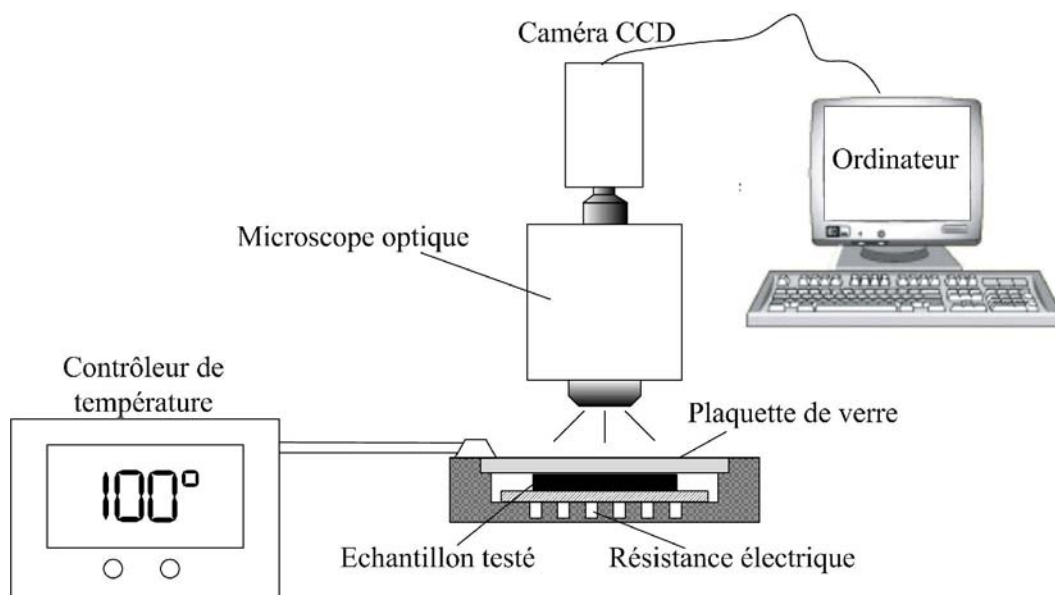 Caméra CCD
Ordinateur
Microscope optique
Contrôleur de
température
Plaquette de verre
100°
Echantillon testé
Résistance électrique